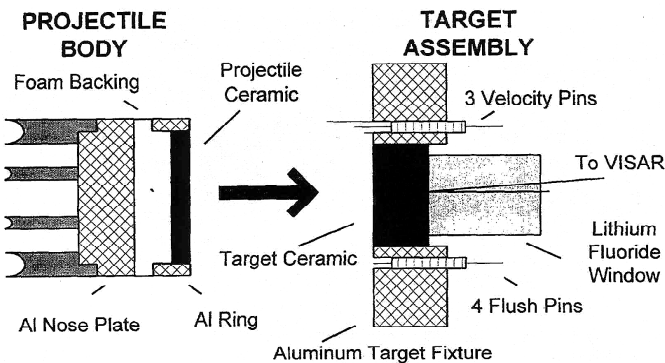 PROJECTILE
BODY
TARGET
ASSEMBLY
Foam Backing
Projectile
Ceramic
3 Velocity Pins
To VISAR
Target Ceramic
Lithium
Fluoride
Window
4 Flush Pins
Al Nose Plate
Al Ring
Aluminum Target Fixture